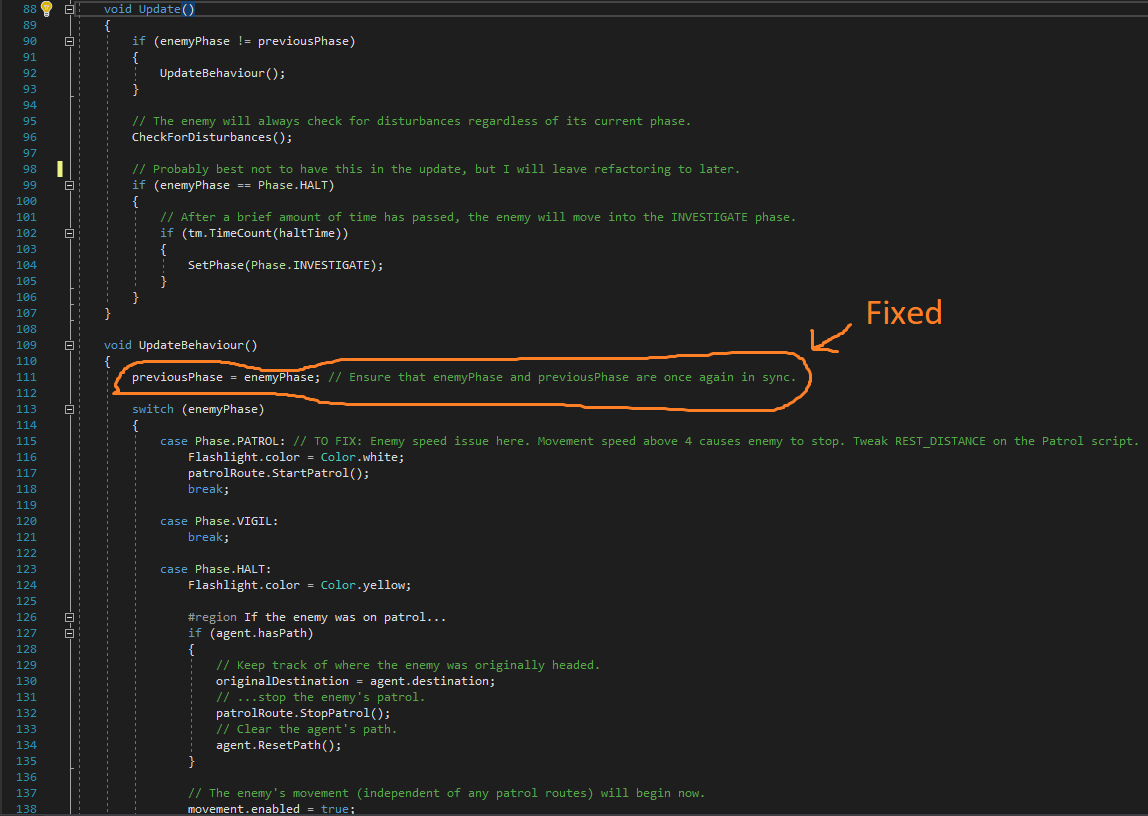 88 void Update()
89 {
90 if (enemyPhase != previousPhase)
91 {
92 UpdateBehaviour();
93 }
94
95 // The enemy will always check for disturbances regardless of its current phase.
96 CheckForDisturbances();
97
98 // Probably best not to have this in the update, but I will leave refactoring to later.
99 if (enemyPhase == Phase.HALT)
100 {
101 // After a brief amount of time has passed, the enemy will move into the INVESTIGATE phase.
102 if (tm.TimeCount(haltTime))
103 {
104 SetPhase(Phase.INVESTIGATE);
105 }
106 }
107 }
Fixed
108
109 void UpdateBehaviour()
110 {
111 previousPhase = enemyPhase; // Ensure that enemyPhase and previousPhase are once again in sync.
112
113 switch (enemyPhase)
114 {
115 case Phase.PATROL: // TO FIX: Enemy speed issue here. Movement speed above 4 causes enemy to stop. Tweak REST_DISTANCE on the Patrol script.
116 Flashlight.color = Color.white;
117 patrolRoute.StartPatrol();
118 break;
119
120 case Phase.VIGIL:
121 break;
122
123 case Phase.HALT:
124 Flashlight.color = Color.yellow;
125
126 #region If the enemy was on patrol...
127 if (agent.hasPath)
128 {
129 // Keep track of where the enemy was originally headed.
130 originalDestination = agent.destination;
131 // ...stop the enemy's patrol.
132 patrolRoute.StopPatrol();
133 // Clear the agent's path.
134 agent.ResetPath();
135 }
136
137 // The enemy's movement (independent of any patrol routes) will begin now.
138 movement.enabled = true;